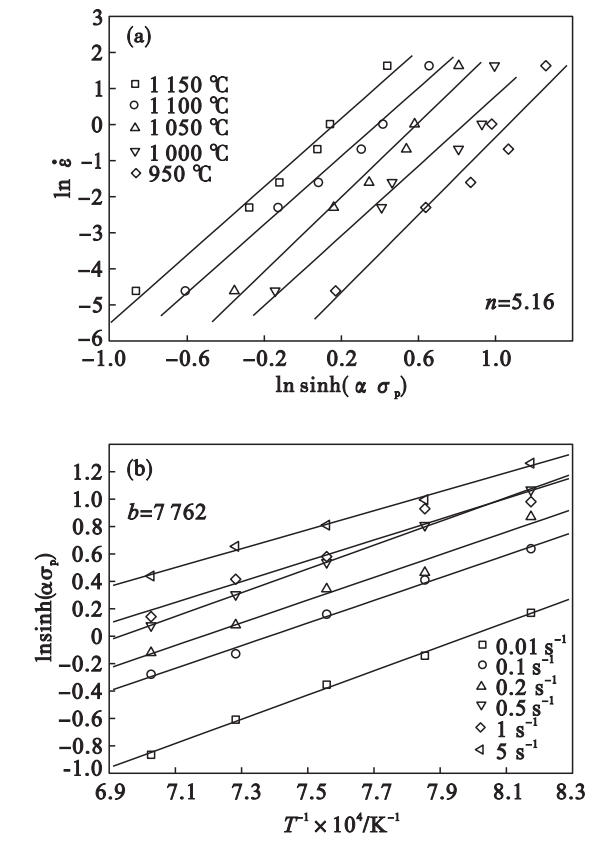 3
(a)
2
1
0
−1
−2
−3
−4
−5
−6
ln ε̇
1 150 ℃
1 100 ℃
1 050 ℃
1 000 ℃
950 ℃
n=5.16
−1.0 −0.6 −0.2 0.2 0.6 1.0
ln sinh( α σp)
(b)
b=7 762
1.2
1.0
0.8
0.6
0.4
0.2
0
−0.2
−0.4
−0.6
−0.8
-1.0
lnsinh(ασp)
0.01 s-1
0.1 s-1
0.2 s-1
0.5 s-1
1 s-1
5 s-1
6.9 7.1 7.3 7.5 7.7 7.9 8.1 8.3
T-1 × 104/K-1